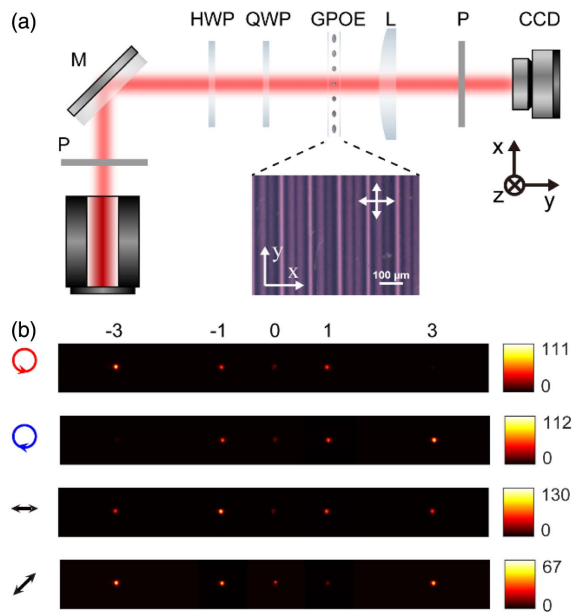 (a)
HWP QWP GPOE L P CCD
M
P
x
z y
y
x
100 μm
(b)
-3 -1 0 1 3
111
0
112
0
130
0
67
0